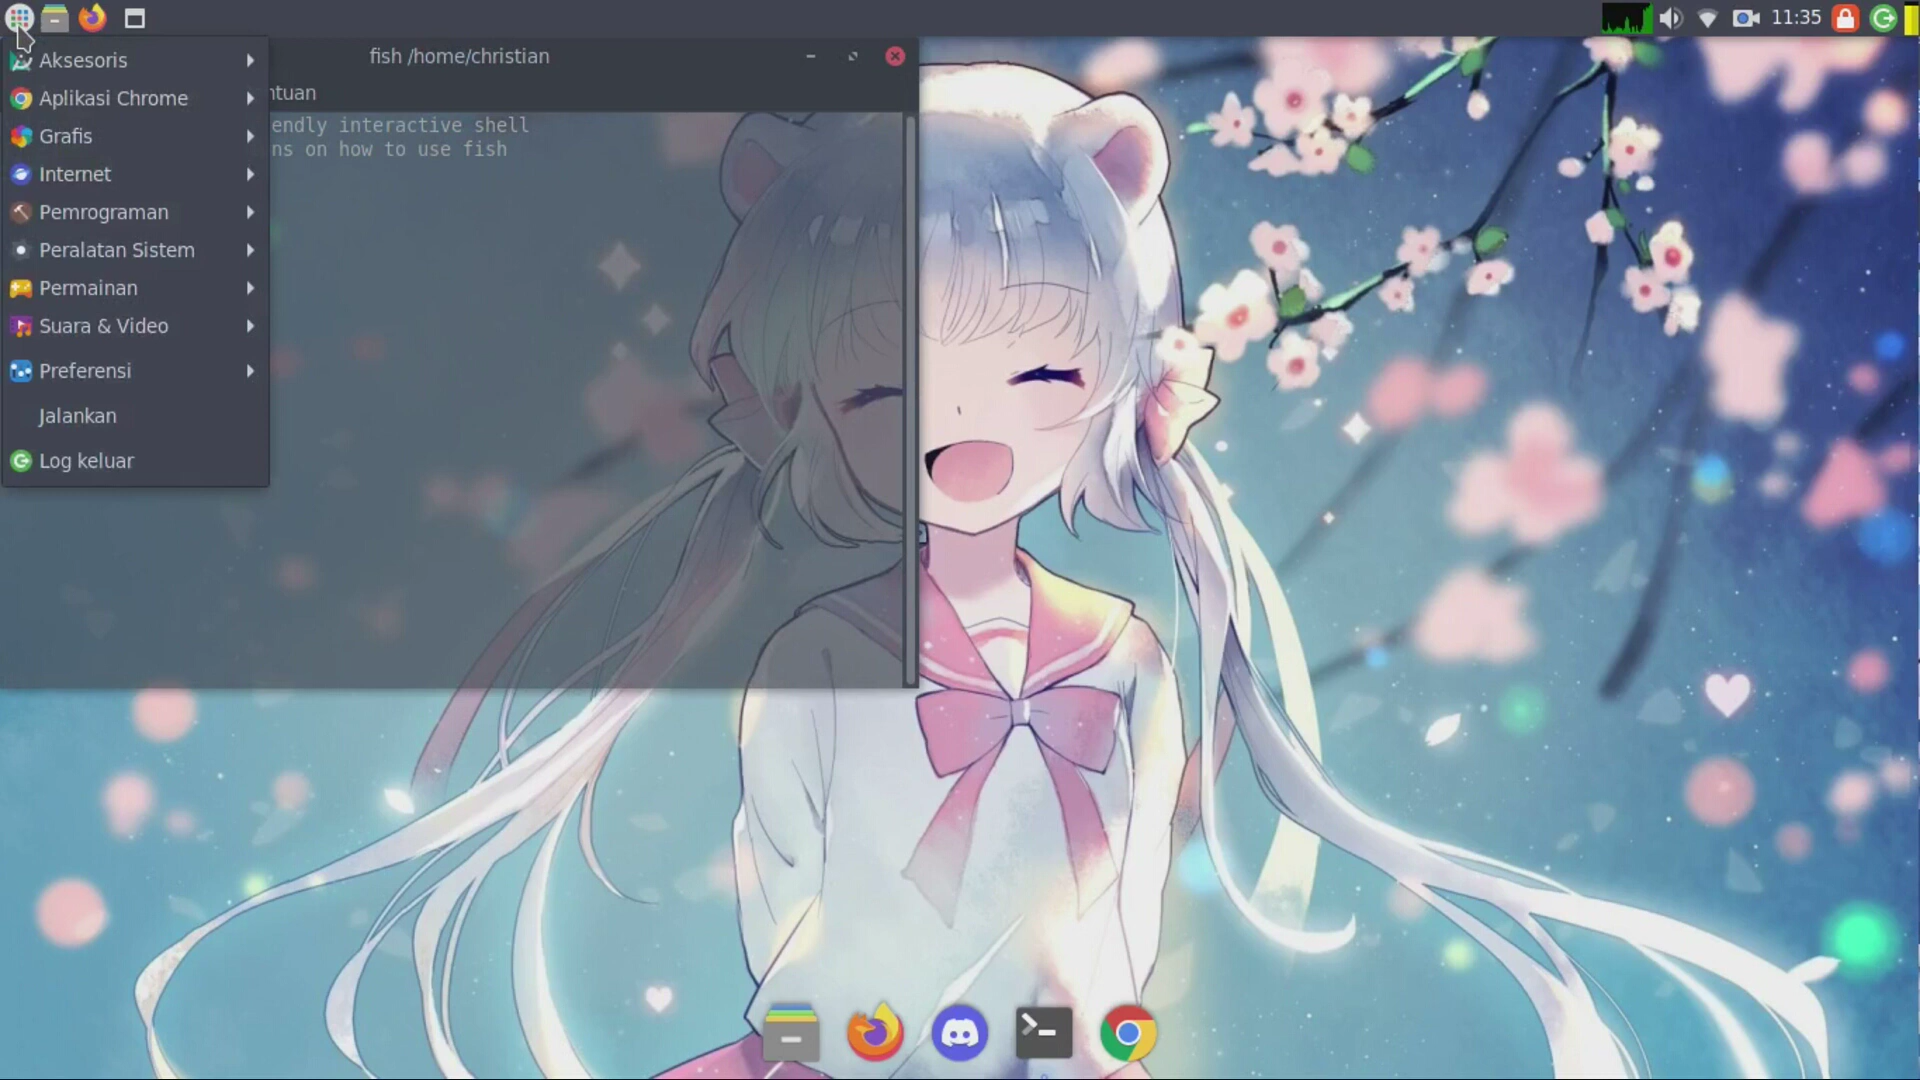 11:35
fish /home/christian
ntuan
endly interactive shell
ns on how to use fish
Aksesoris
Aplikasi Chrome
Grafis
Internet
Pemrograman
Peralatan Sistem
Permainan
Suara & Video
Preferensi
Jalankan
Log keluar